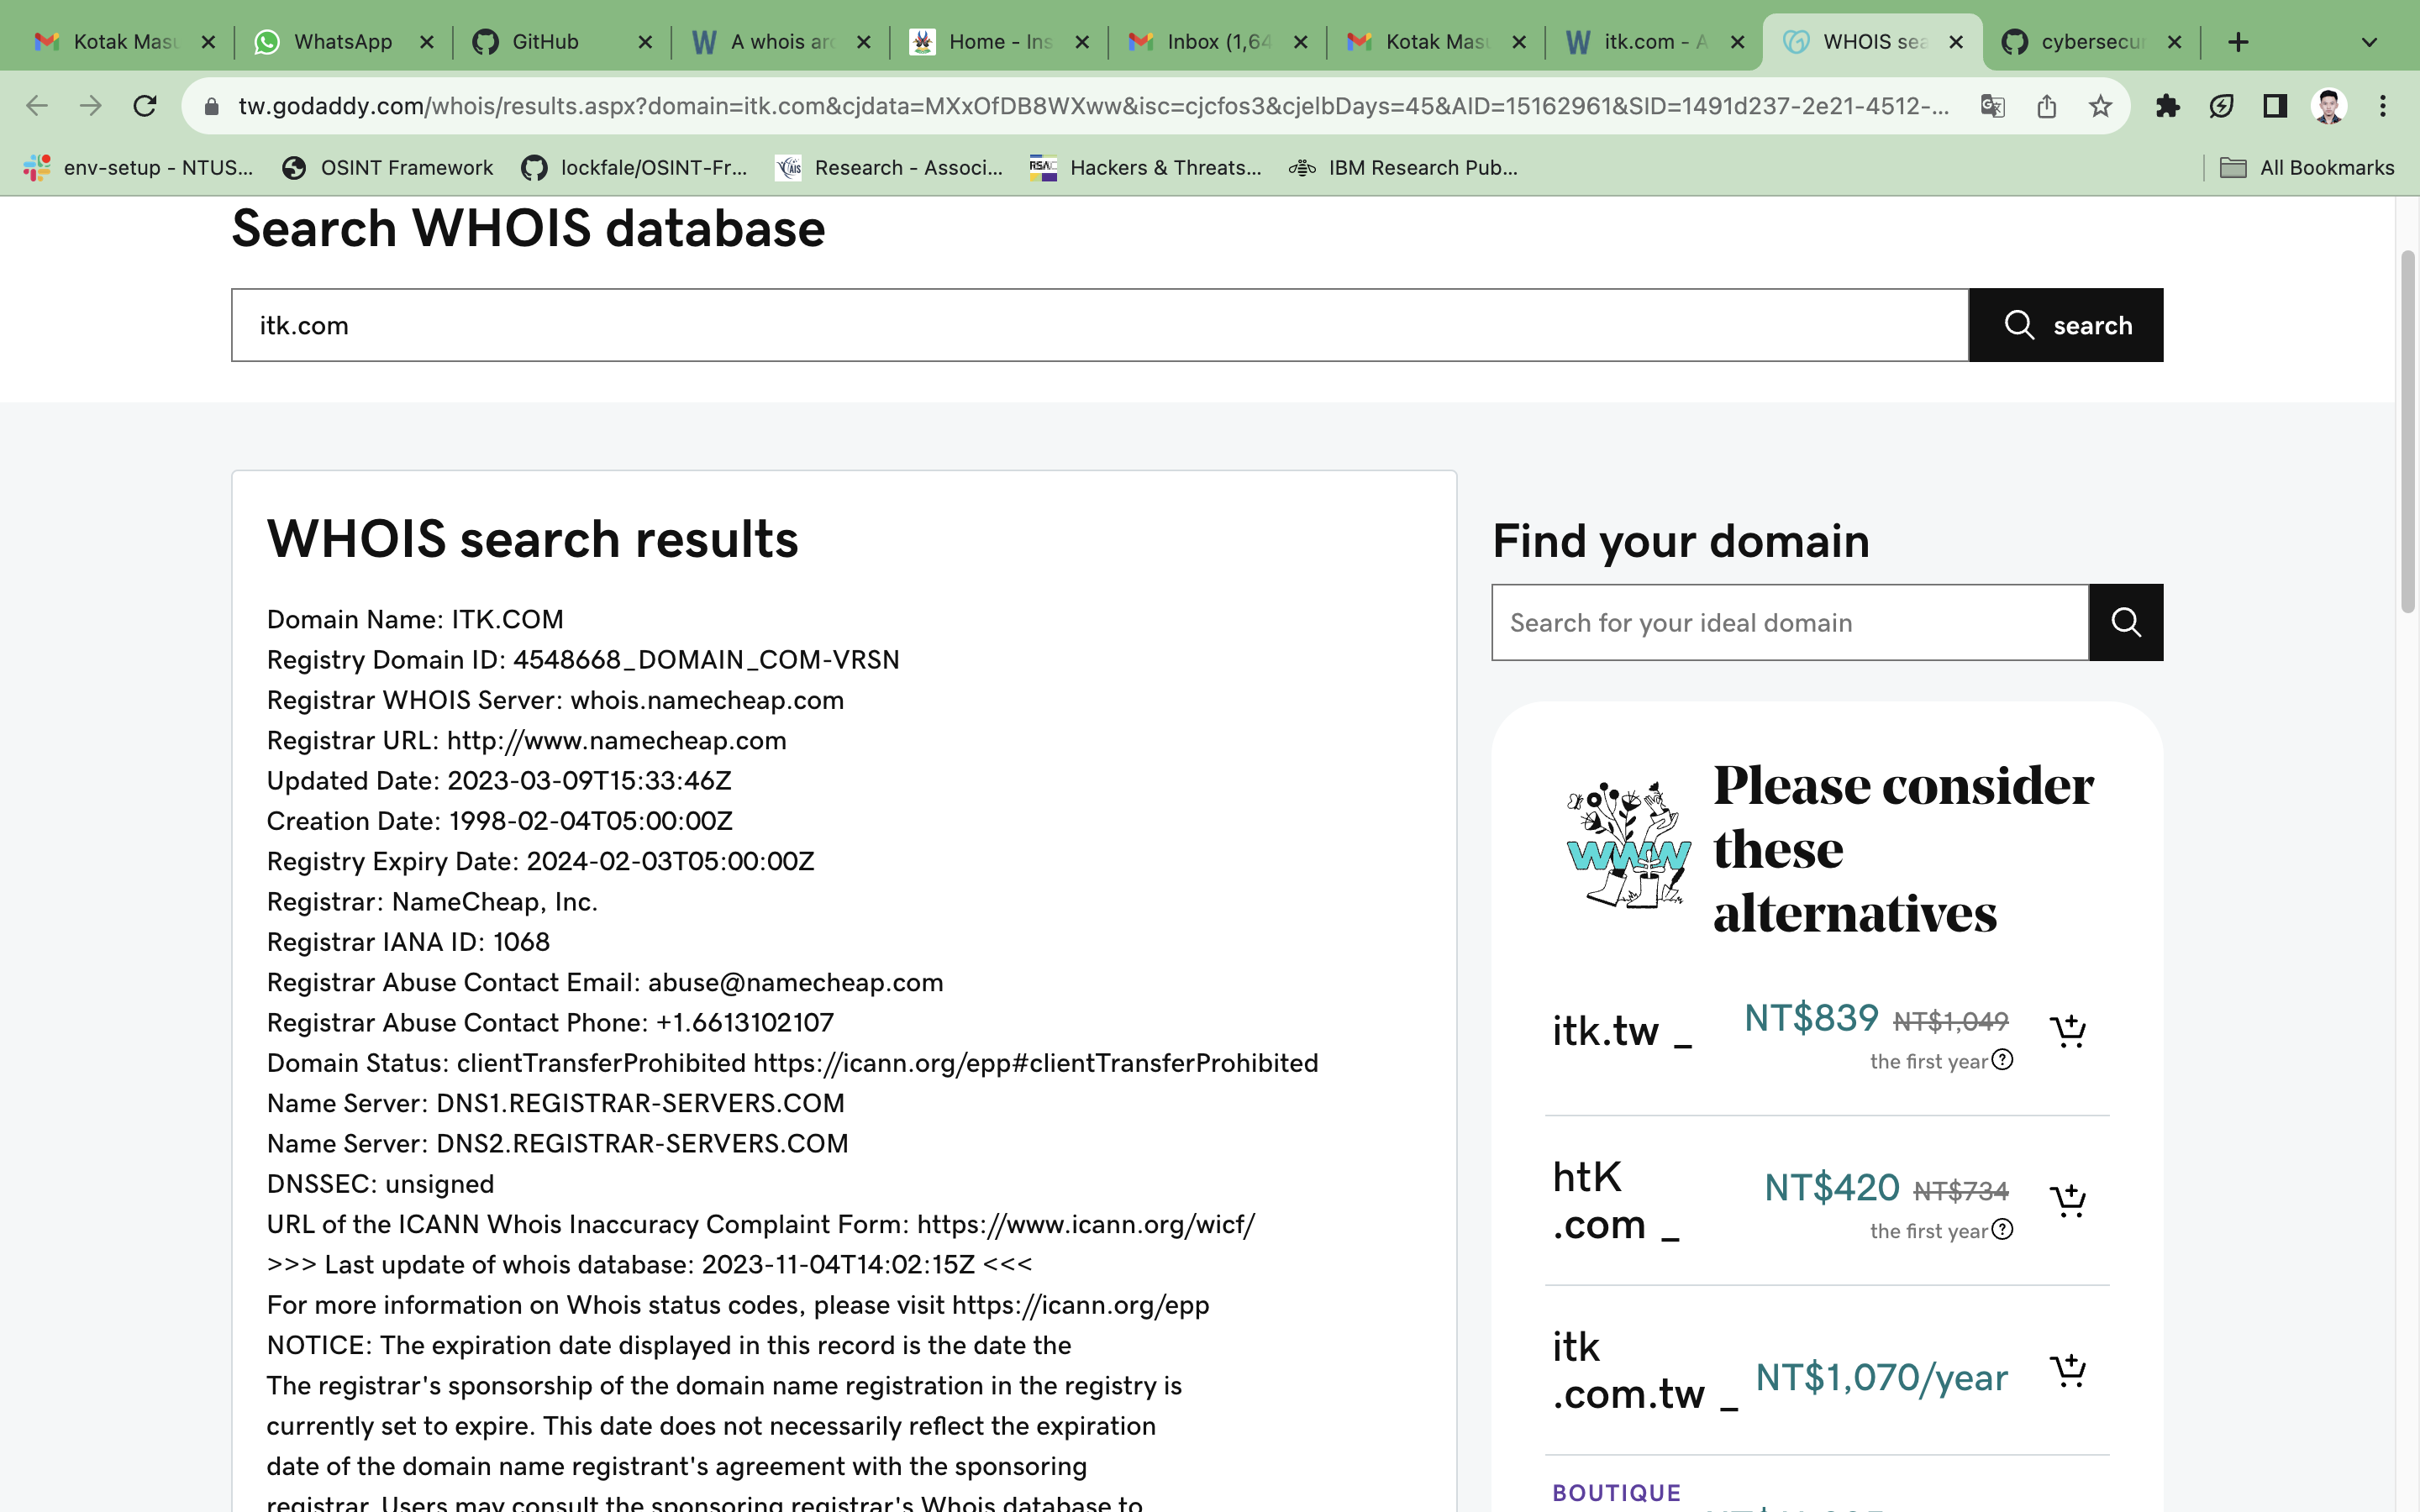 Kotak Masu
WhatsApp
GitHub
A whois arc
Home - Ins
Inbox (1,64
Kotak Masu
itk.com - A
WHOIS sea
cybersecur
tw.godaddy.com/whois/results.aspx?domain=itk.com&cjdata=MXxOfDB8WXww&isc=cjcfos3&cjelbDays=45&AID=15162961&SID=1491d237-2e21-4512-...
env-setup - NTUS...
OSINT Framework
lockfale/OSINT-Fr...
Research - Associ...
Hackers & Threats...
IBM Research Pub...
All Bookmarks
Search WHOIS database
itk.com
search
WHOIS search results
Domain Name: ITK.COM
Registry Domain ID: 4548668_DOMAIN_COM-VRSN
Registrar WHOIS Server: whois.namecheap.com
Registrar URL: http://www.namecheap.com
Updated Date: 2023-03-09T15:33:46Z
Creation Date: 1998-02-04T05:00:00Z
Registry Expiry Date: 2024-02-03T05:00:00Z
Registrar: NameCheap, Inc.
Registrar IANA ID: 1068
Registrar Abuse Contact Email: abuse@namecheap.com
Registrar Abuse Contact Phone: +1.6613102107
Domain Status: clientTransferProhibited https://icann.org/epp#clientTransferProhibited
Name Server: DNS1.REGISTRAR-SERVERS.COM
Name Server: DNS2.REGISTRAR-SERVERS.COM
DNSSEC: unsigned
URL of the ICANN Whois Inaccuracy Complaint Form: https://www.icann.org/wicf/
>>> Last update of whois database: 2023-11-04T14:02:15Z <<<
For more information on Whois status codes, please visit https://icann.org/epp
NOTICE: The expiration date displayed in this record is the date the
The registrar's sponsorship of the domain name registration in the registry is
currently set to expire. This date does not necessarily reflect the expiration
date of the domain name registrant's agreement with the sponsoring
registrar. Users may consult the sponsoring registrar's Whois database to
Find your domain
Search for your ideal domain
www
Please consider
these
alternatives
itk.tw _
NT$839 NT$1,049
the first year
htK
.com _
NT$420 NT$734
the first year
itk
.com.tw _
NT$1,070/year
BOUTIQUE